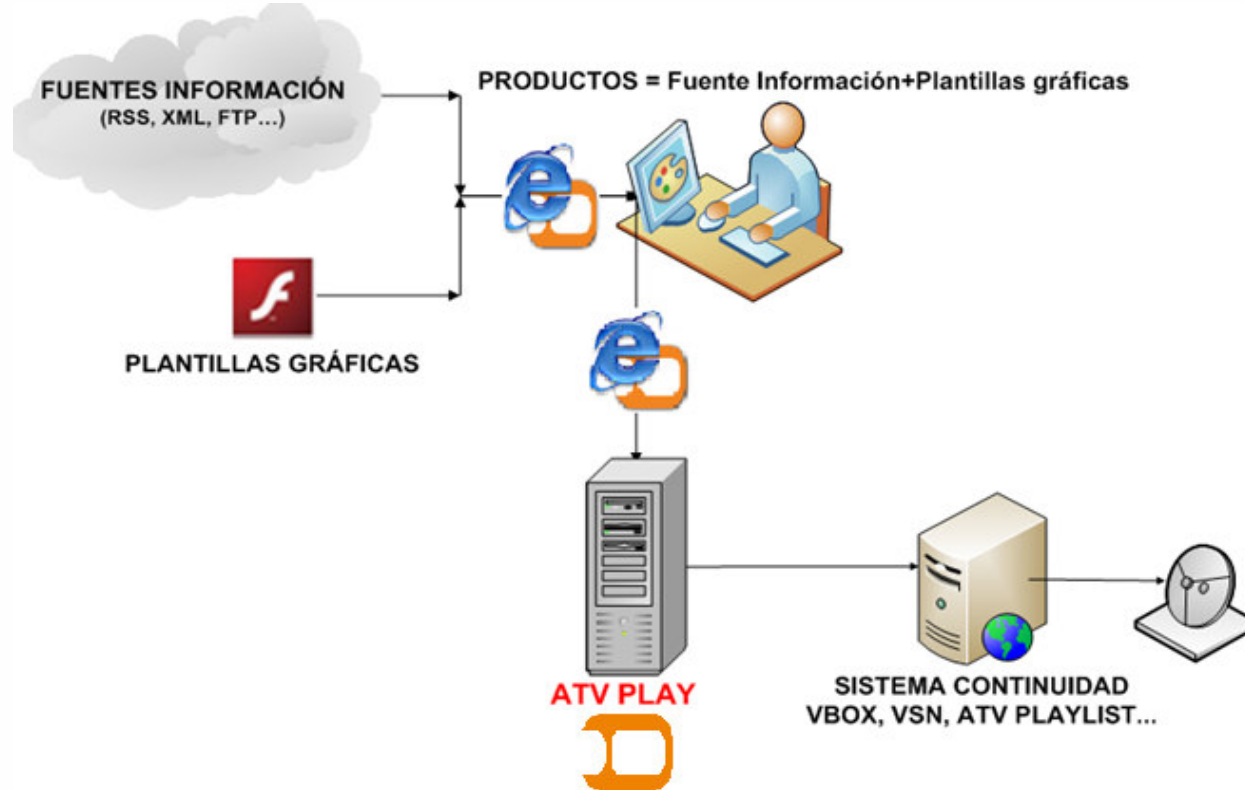 FUENTES INFORMACIÓN
(RSS, XML, FTP...)
PRODUCTOS = Fuente Información+Plantillas gráficas
PLANTILLAS GRÁFICAS
ATV PLAY
SISTEMA CONTINUIDAD
VBOX, VSN, ATV PLAYLIST...